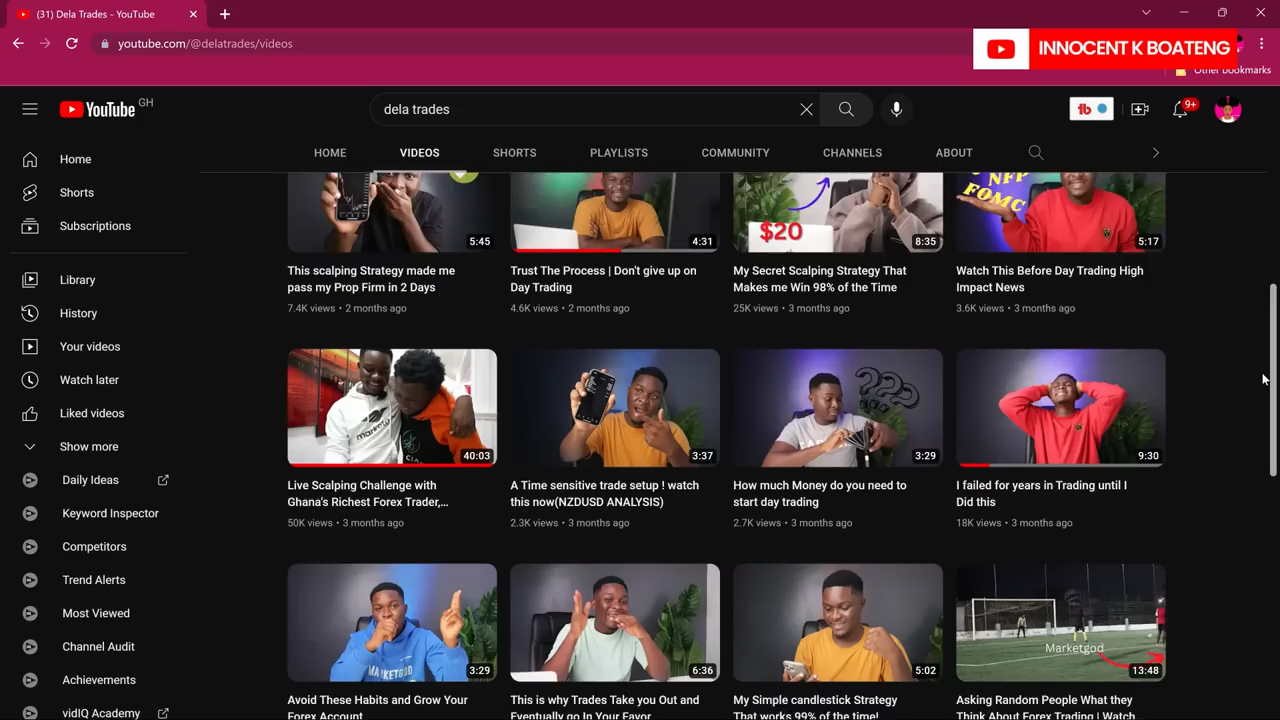 (31) Dela Trades - YouTube
youtube.com/@delatrades/videos
INNOCENT K BOATENG
Other bookmarks
YouTube GH
dela trades
tb
9+
HOME
VIDEOS
SHORTS
PLAYLISTS
COMMUNITY
CHANNELS
ABOUT
Home
Shorts
Subscriptions
Library
History
Your videos
Watch later
Liked videos
Show more
Daily Ideas
Keyword Inspector
Competitors
Trend Alerts
Most Viewed
Channel Audit
Achievements
vidIQ Academy
5:45
4:31
$20
8:35
NFP
FOMC
5:17
This scalping Strategy made me
pass my Prop Firm in 2 Days
7.4K views • 2 months ago
Trust The Process | Don't give up on
Day Trading
4.6K views • 2 months ago
My Secret Scalping Strategy That
Makes me Win 98% of the Time
25K views • 3 months ago
Watch This Before Day Trading High
Impact News
3.6K views • 3 months ago
40:03
3:37
???
3:29
9:30
Live Scalping Challenge with
Ghana's Richest Forex Trader,...
50K views • 3 months ago
A Time sensitive trade setup ! watch
this now(NZDUSD ANALYSIS)
2.3K views • 3 months ago
How much Money do you need to
start day trading
2.7K views • 3 months ago
I failed for years in Trading until I
Did this
18K views • 3 months ago
MARKETGOD
3:29
6:36
5:02
Marketgod
13:48
Avoid These Habits and Grow Your
Forex Account
This is why Trades Take you Out and
Eventually go In Your Favor
My Simple candlestick Strategy
That works 99% of the time!
Asking Random People What they
Think About Forex Trading | Watch